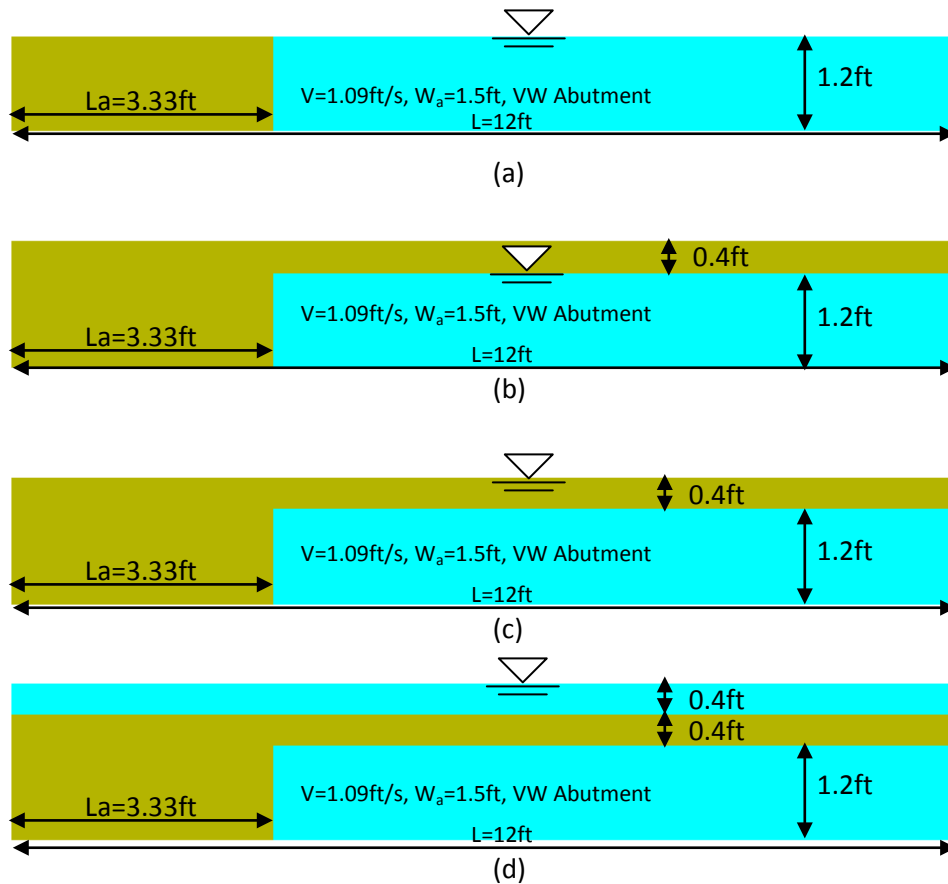 1.2ft
V=1.09ft/s, Wₐ=1.5ft, VW Abutment
La=3.33ft
L=12ft
(a)
0.4ft
1.2ft
V=1.09ft/s, Wₐ=1.5ft, VW Abutment
La=3.33ft
L=12ft
(b)
0.4ft
1.2ft
V=1.09ft/s, Wₐ=1.5ft, VW Abutment
La=3.33ft
L=12ft
(c)
0.4ft
0.4ft
1.2ft
V=1.09ft/s, Wₐ=1.5ft, VW Abutment
La=3.33ft
L=12ft
(d)